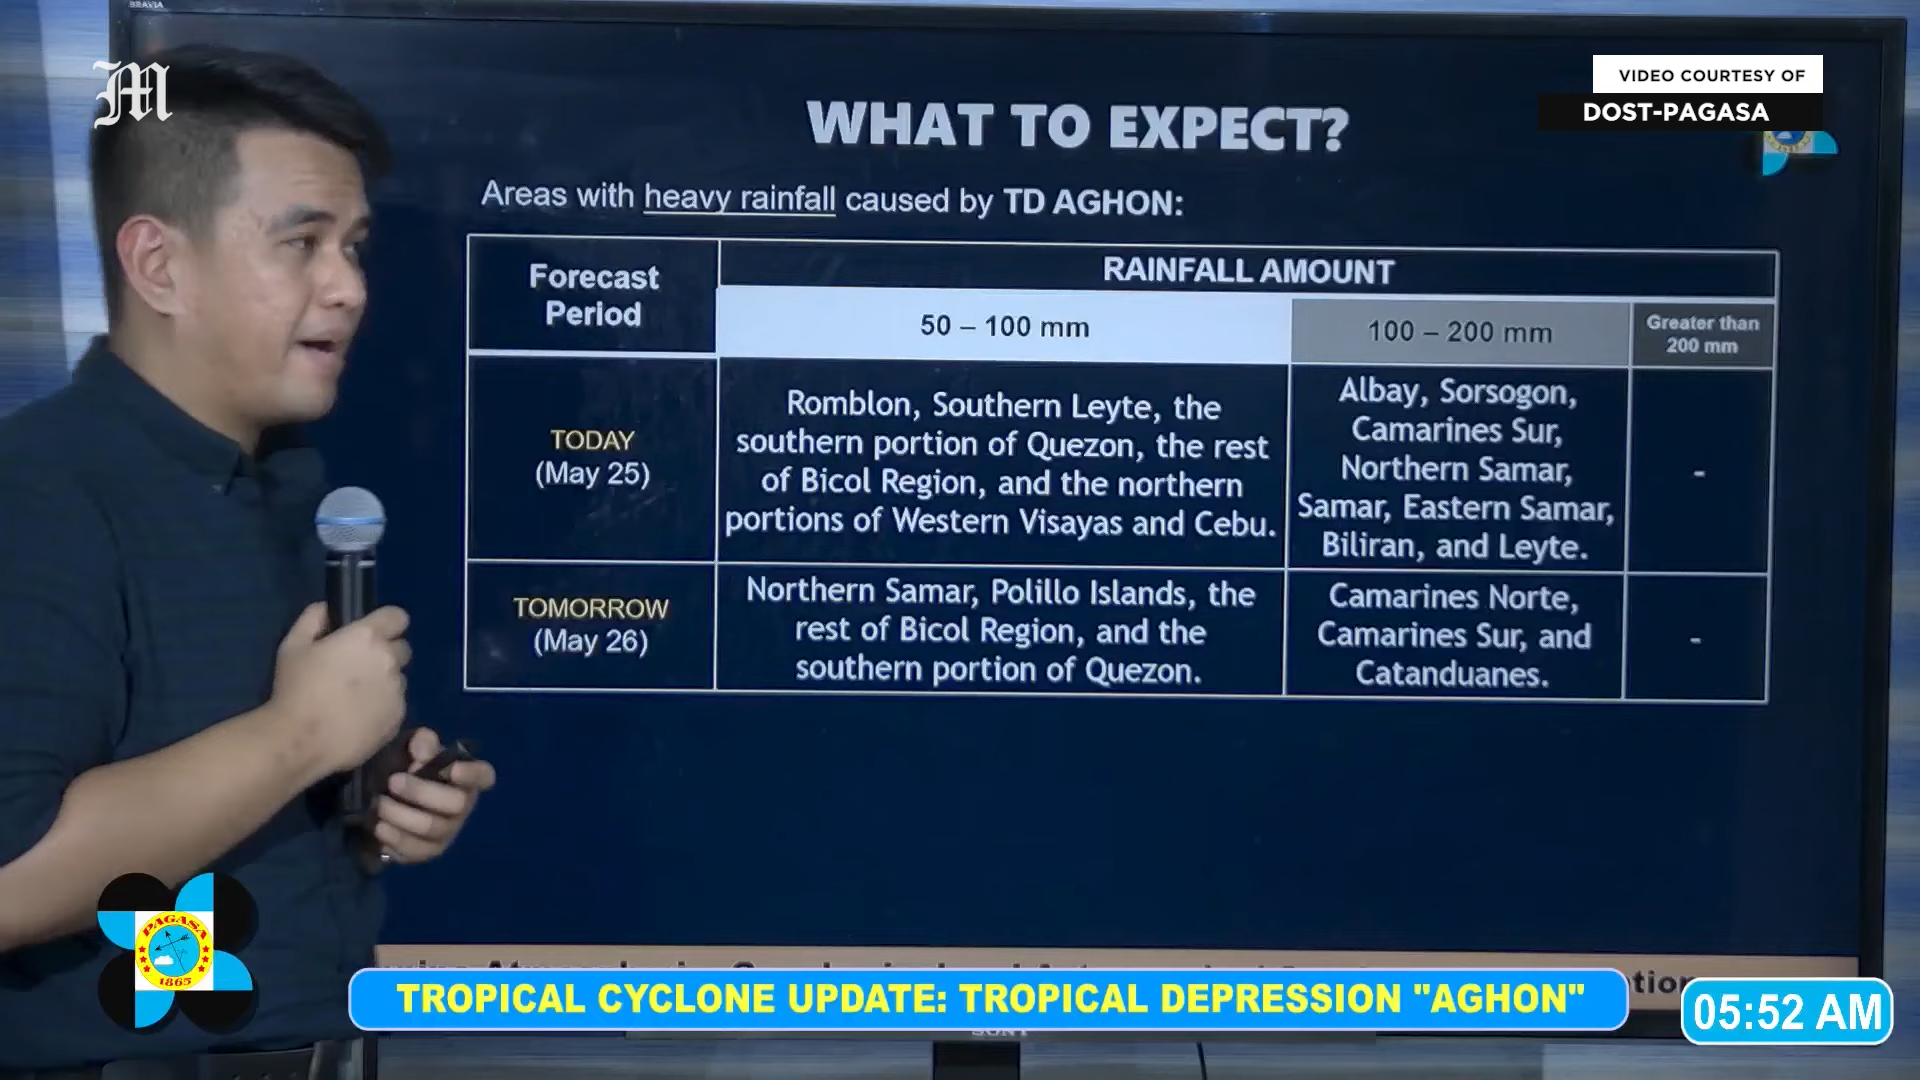 BRAVIA
M
VIDEO COURTESY OF
DOST-PAGASA
WHAT TO EXPECT?
Areas with heavy rainfall caused by TD AGHON:
Forecast
Period
RAINFALL AMOUNT
50 – 100 mm
100 – 200 mm
Greater than
200 mm
TODAY
(May 25)
Romblon, Southern Leyte, the
southern portion of Quezon, the rest
of Bicol Region, and the northern
portions of Western Visayas and Cebu.
Albay, Sorsogon,
Camarines Sur,
Northern Samar,
Samar, Eastern Samar,
Biliran, and Leyte.
-
TOMORROW
(May 26)
Northern Samar, Polillo Islands, the
rest of Bicol Region, and the
southern portion of Quezon.
Camarines Norte,
Camarines Sur, and
Catanduanes.
-
PAGASA
1865
TROPICAL CYCLONE UPDATE: TROPICAL DEPRESSION "AGHON"
05:52 AM
SONY